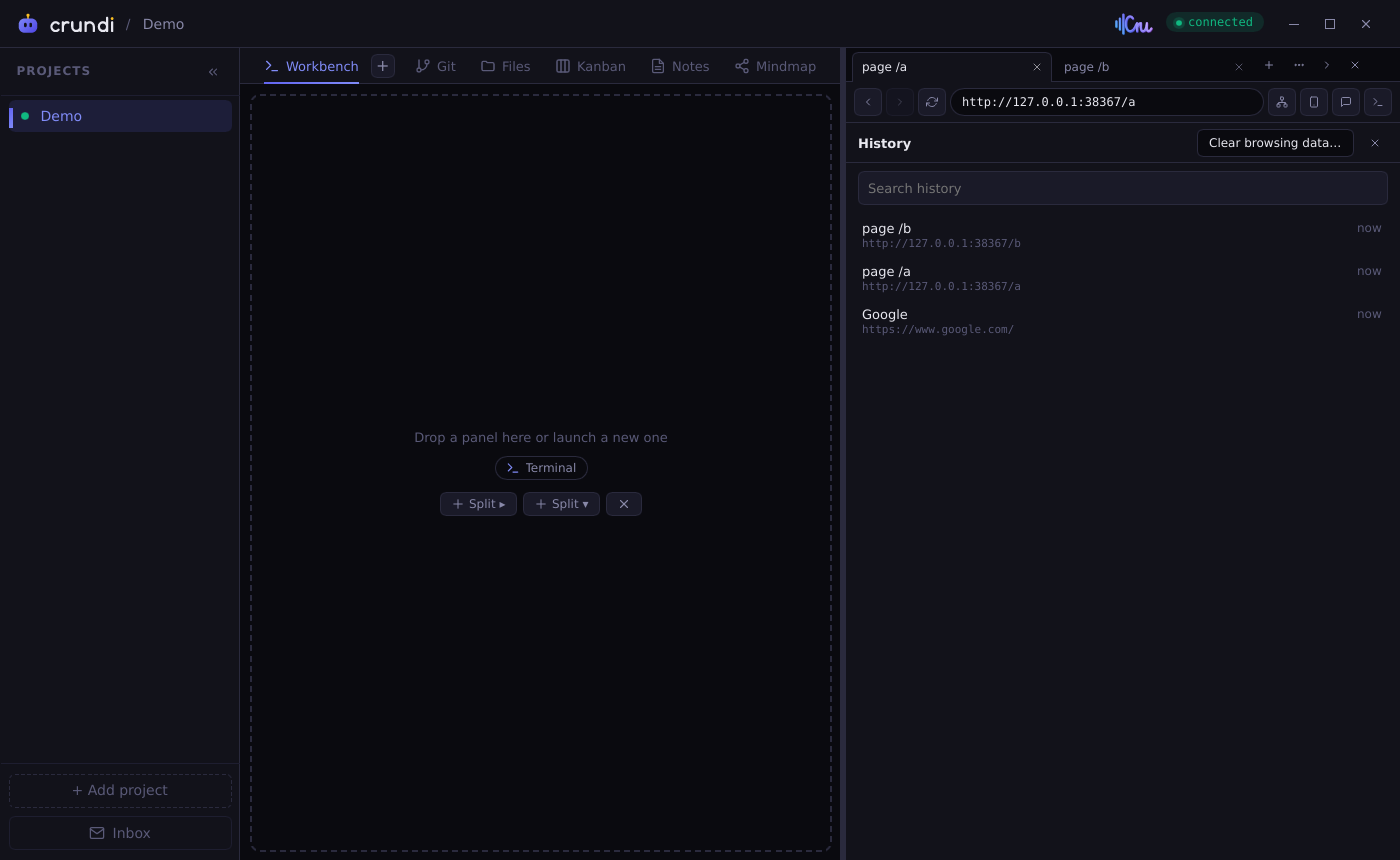 crundi / Demo
Cru
connected
PROJECTS
Demo
+ Add project
Inbox
Workbench
Git
Files
Kanban
Notes
Mindmap
Drop a panel here or launch a new one
Terminal
Split ▸
Split ▾
page /a
page /b
http://127.0.0.1:38367/a
History
Clear browsing data...
Search history
page /b
now
http://127.0.0.1:38367/b
page /a
now
http://127.0.0.1:38367/a
Google
now
https://www.google.com/